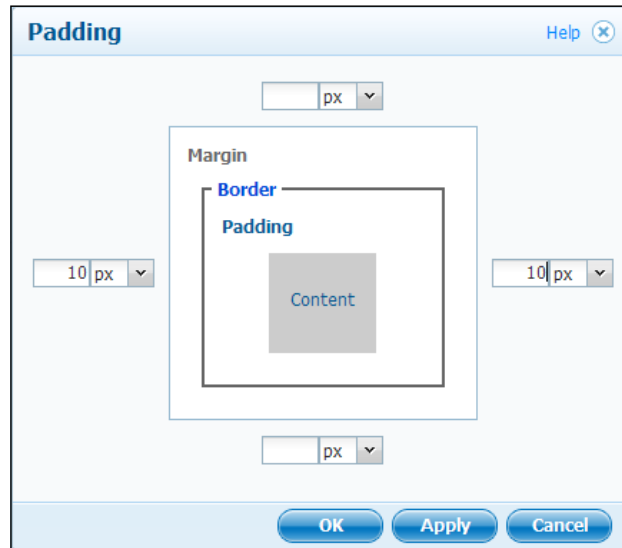 Padding Help
px
Margin
Border
Padding
10 px
10 px
Content
px
OK Apply Cancel